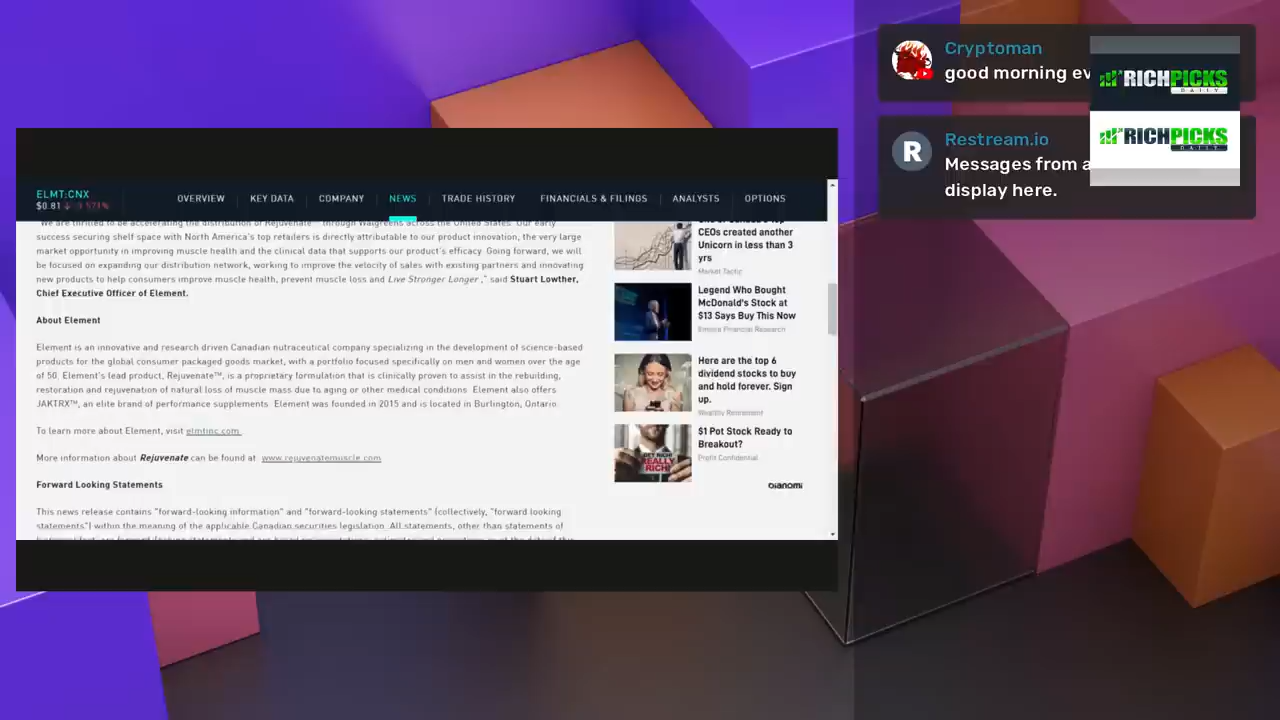 ELMT:CNX
$0.81
OVERVIEW
KEY DATA
COMPANY
NEWS
TRADE HISTORY
FINANCIALS & FILINGS
ANALYSTS
OPTIONS
success securing shelf space with North America's top retailers is directly attributable to our product innovation, the very large
market opportunity in improving muscle health and the clinical data that supports our product's efficacy. Going forward, we will
be focused on expanding our distribution network, working to improve the velocity of sales with existing partners and innovating
new products to help consumers improve muscle health, prevent muscle loss and Live Stronger Longer ," said Stuart Lowther,
Chief Executive Officer of Element.
About Element
Element is an innovative and research driven Canadian nutraceutical company specializing in the development of science-based
products for the global consumer packaged goods market, with a portfolio focused specifically on men and women over the age
of 50. Element's lead product, Rejuvenate™, is a proprietary formulation that is clinically proven to assist in the rebuilding,
restoration and rejuvenation of natural loss of muscle mass due to aging or other medical conditions. Element also offers
JAKTRX™, an elite brand of performance supplements. Element was founded in 2015 and is located in Burlington, Ontario.
To learn more about Element, visit elmtinc.com.
More information about Rejuvenate can be found at www.rejuvenatemuscle.com
Forward Looking Statements
This news release contains "forward-looking information" and "forward-looking statements" (collectively, "forward looking
statements") within the meaning of the applicable Canadian securities legislation. All statements, other than statements of
CEOs created another
Unicorn in less than 3
yrs
Market Tactic
Legend Who Bought
McDonald's Stock at
$13 Says Buy This Now
Empire Financial Research
Here are the top 6
dividend stocks to buy
and hold forever. Sign
up.
Wealthy Retirement
$1 Pot Stock Ready to
Breakout?
Profit Confidential
GET RICH!
REALLY
RICH!
dianomi
Cryptoman
good morning ev
RICHPICKS
DAILY
RICHPICKS
DAILY
R
Restream.io
Messages from a
display here.